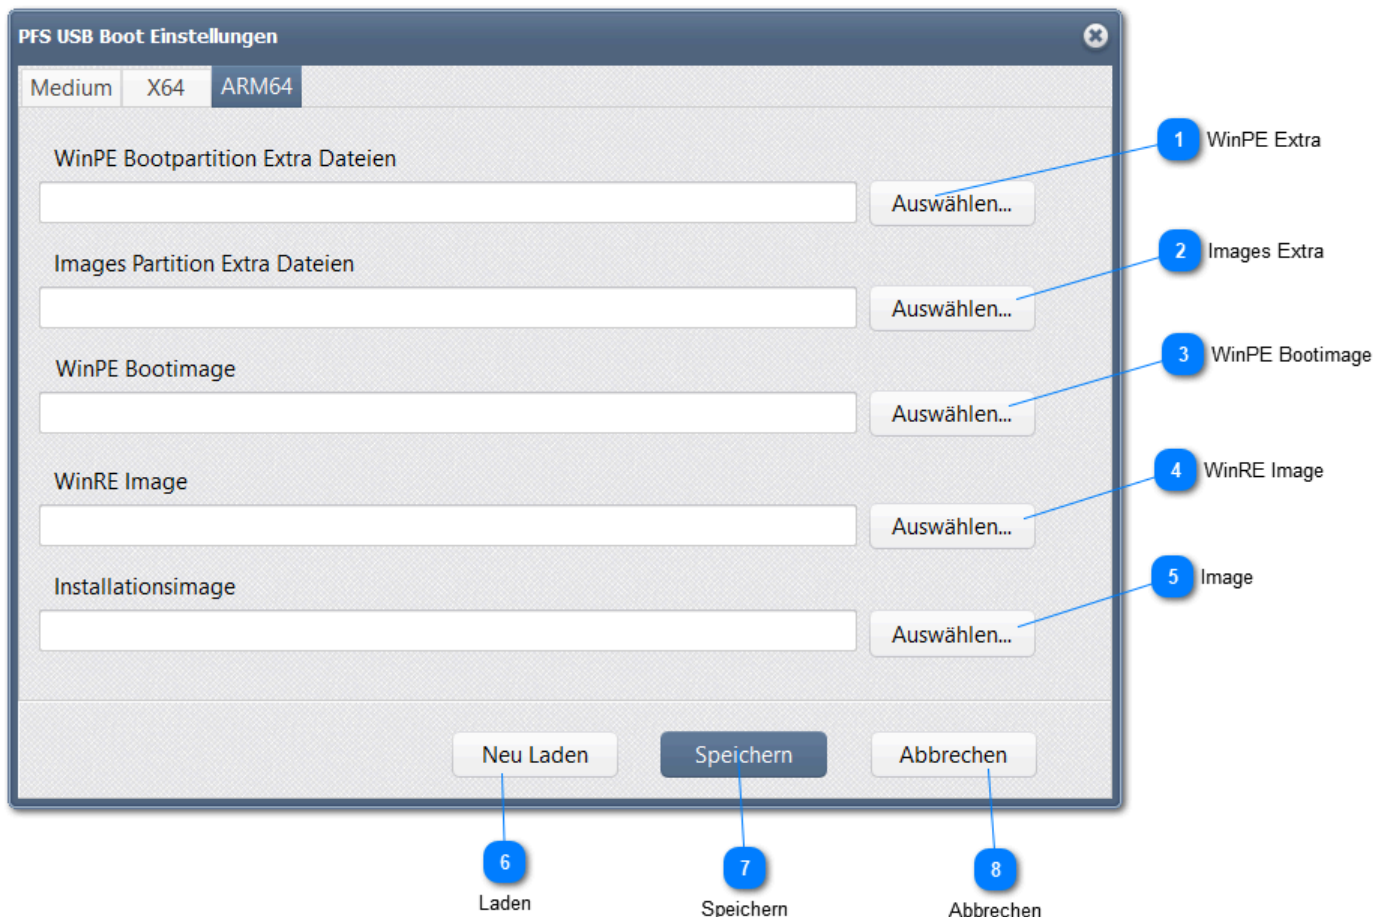 PFS USB Boot Einstellungen
Medium X64 ARM64
WinPE Bootpartition Extra Dateien
Auswählen...
1 WinPE Extra
Images Partition Extra Dateien
Auswählen...
2 Images Extra
WinPE Bootimage
Auswählen...
3 WinPE Bootimage
WinRE Image
Auswählen...
4 WinRE Image
Installationsimage
Auswählen...
5 Image
Neu Laden Speichern Abbrechen
6 7 8
Laden Speichern Abbrechen